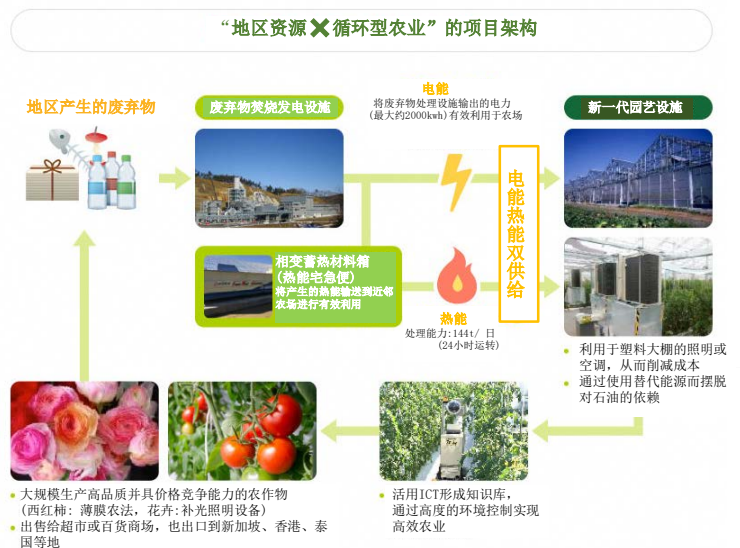 “地区资源✖循环型农业”的项目架构
地区产生的废弃物
废弃物焚烧发电设施
电能
将废弃物处理设施输出的电力
(最大约2000kwh)有效利用于农场
新一代园艺设施
电能热能双供给
相变蓄热材料箱
(热能宅急便)
将产生的热能输送到近邻
农场进行有效利用
热能
处理能力:144t/ 日
(24小时运转)
利用于塑料大棚的照明或
空调,从而削减成本
通过使用替代能源而摆脱
对石油的依赖
大规模生产高品质并具价格竞争能力的农作物
(西红柿: 薄膜农法, 花卉:补光照明设备)
出售给超市或百货商场, 也出口到新加坡、香港、泰
国等地
活用ICT形成知识库,
通过高度的环境控制实现
高效农业